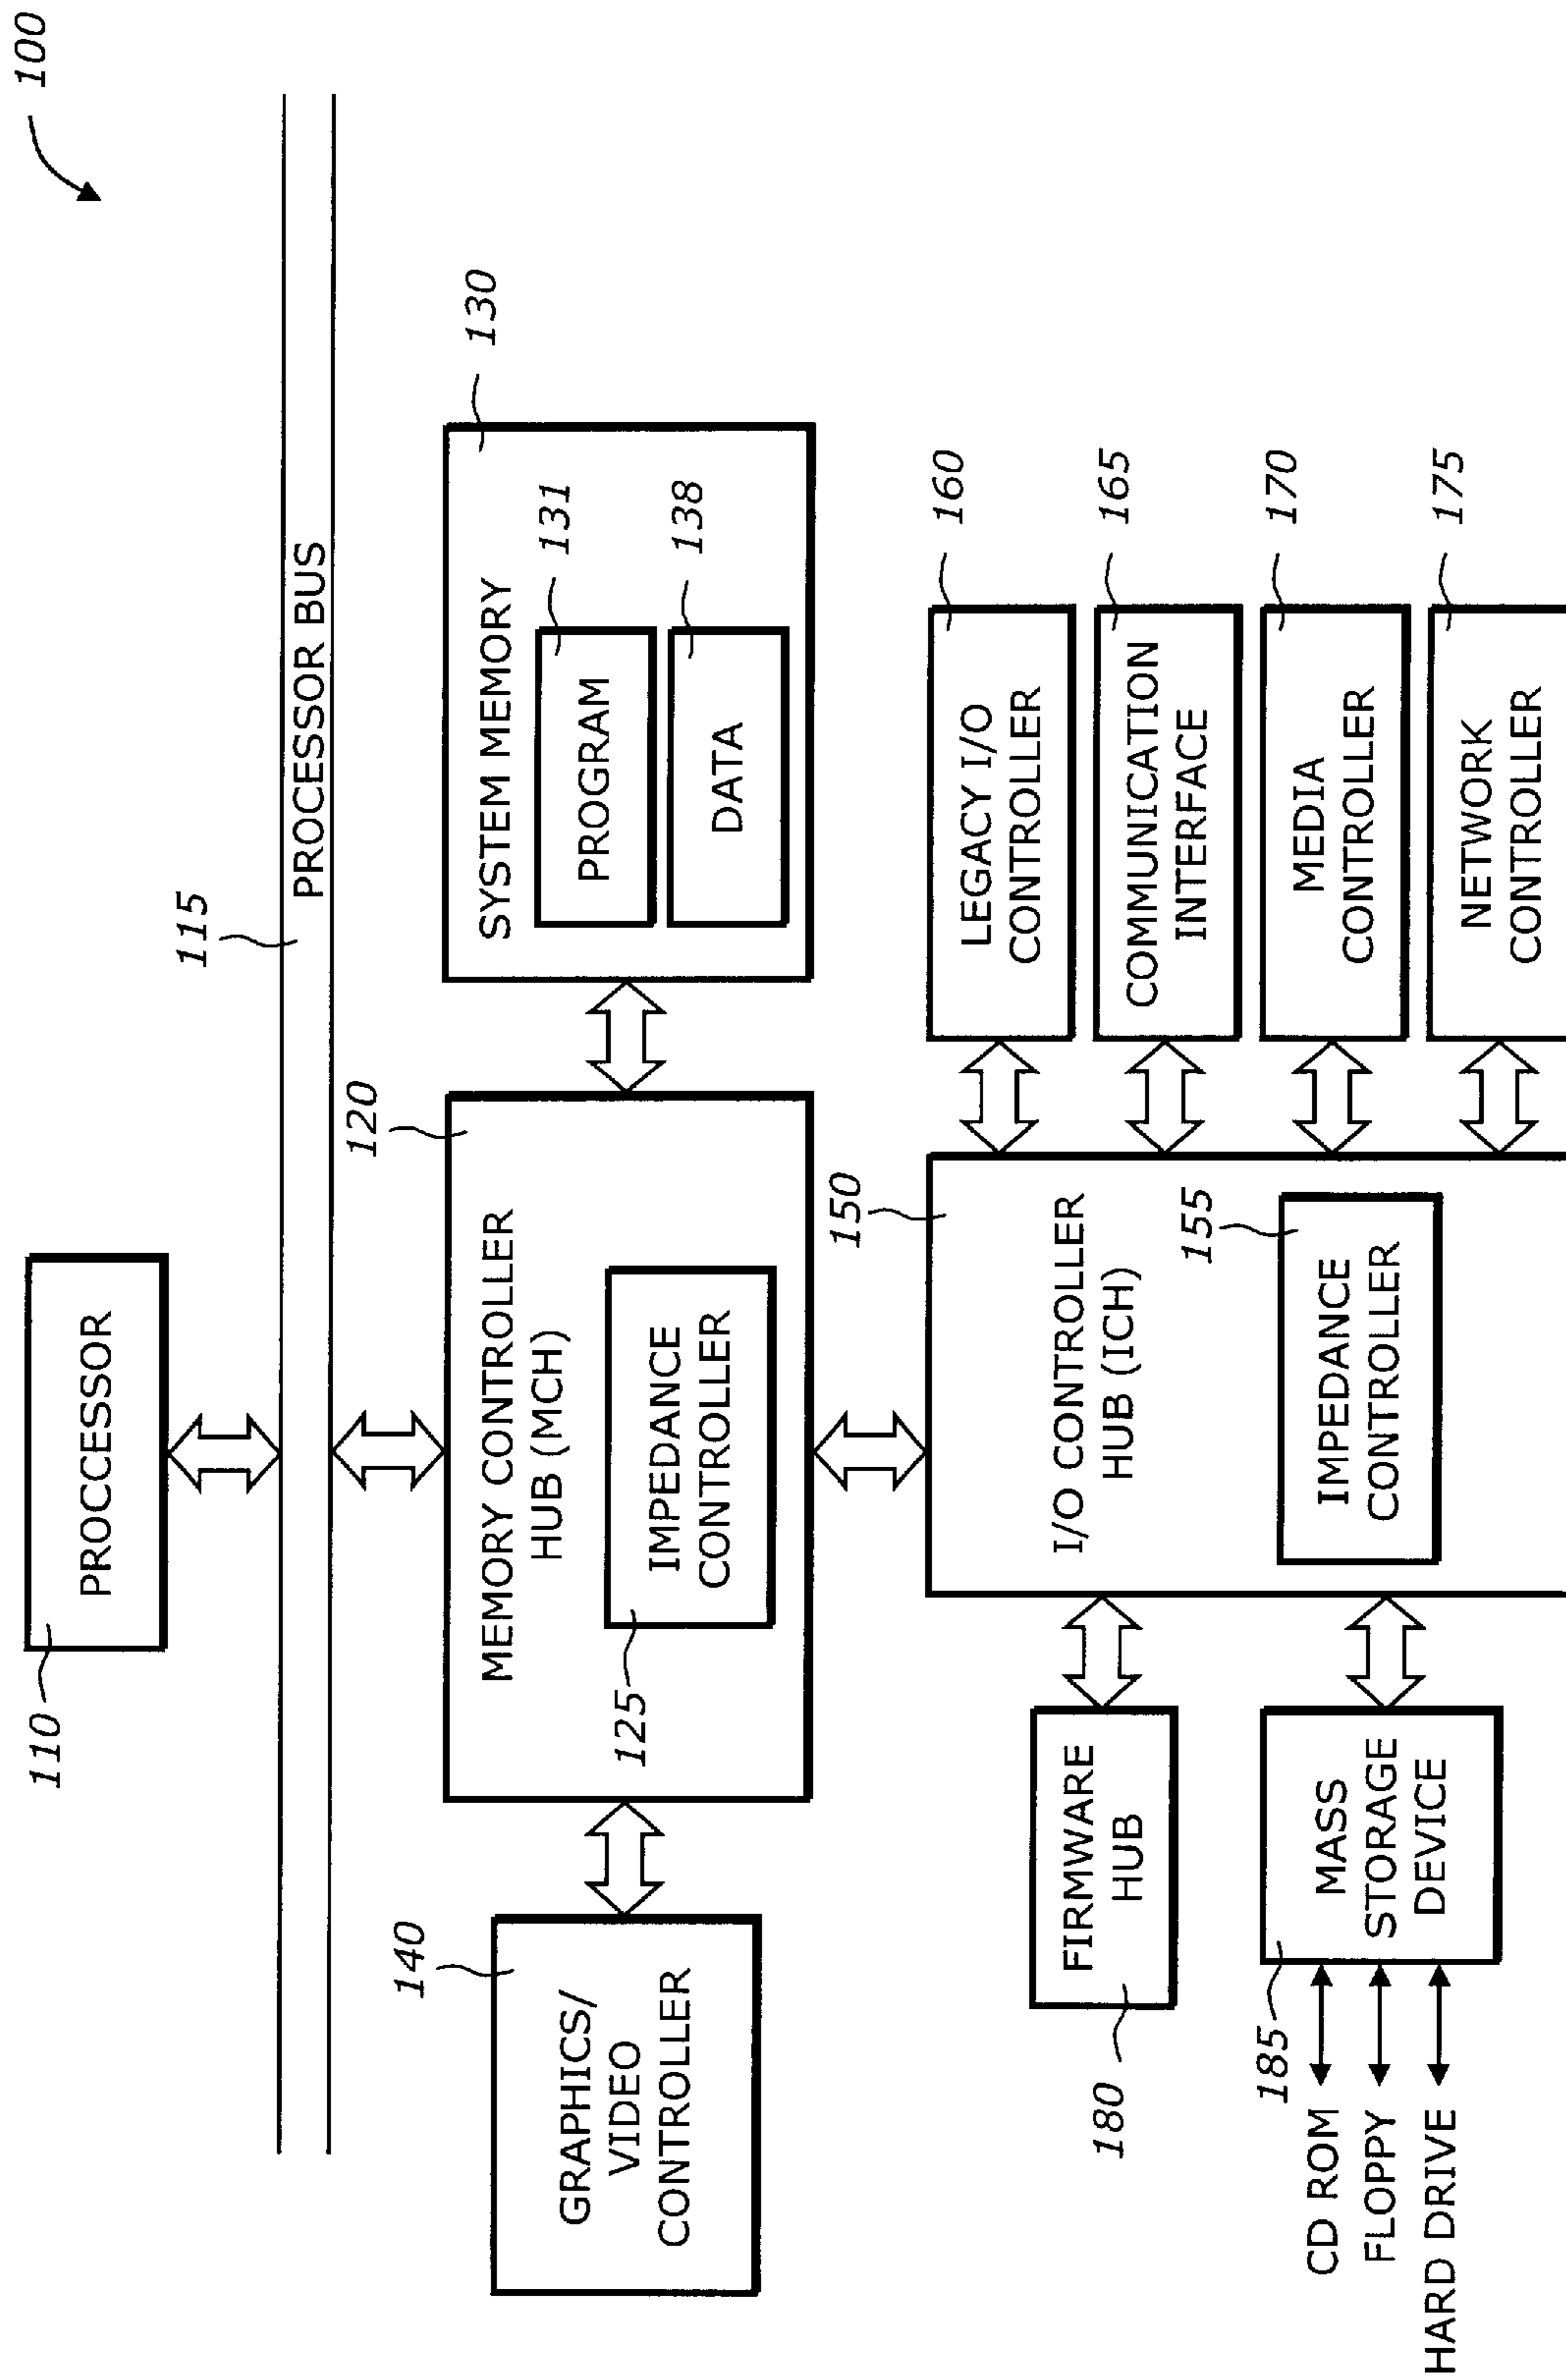 100
110
PROCCESSOR
115
PROCESSOR BUS
120
MEMORY CONTROLLER
HUB (MCH)
125
IMPEDANCE
CONTROLLER
130
SYSTEM MEMORY
131
PROGRAM
138
DATA
140
GRAPHICS/
VIDEO
CONTROLLER
150
I/O CONTROLLER
HUB (ICH)
155
IMPEDANCE
CONTROLLER
160
LEGACY I/O
CONTROLLER
165
COMMUNICATION
INTERFACE
170
MEDIA
CONTROLLER
175
NETWORK
CONTROLLER
180
FIRMWARE
HUB
185
MASS
STORAGE
DEVICE
CD ROM
FLOPPY
HARD DRIVE